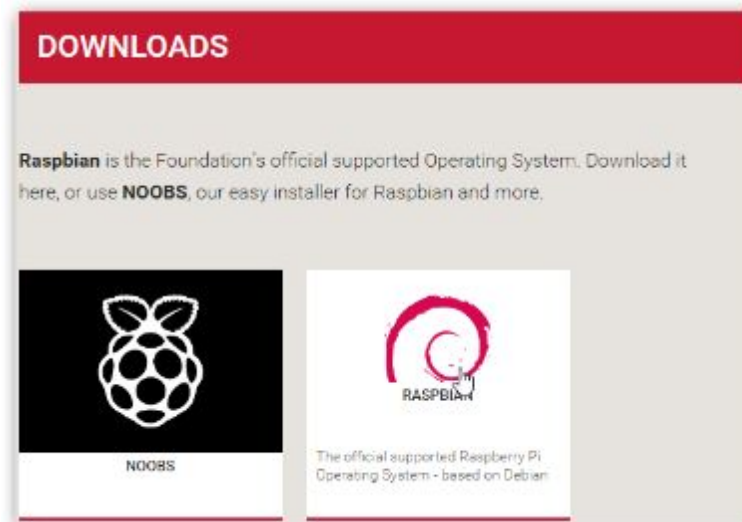 DOWNLOADS
Raspbian is the Foundation's official supported Operating System. Download it
here, or use NOOBS, our easy installer for Raspbian and more.
NOOBS
RASPBIAN
The official supported Raspberry Pi
Operating System - based on Debian